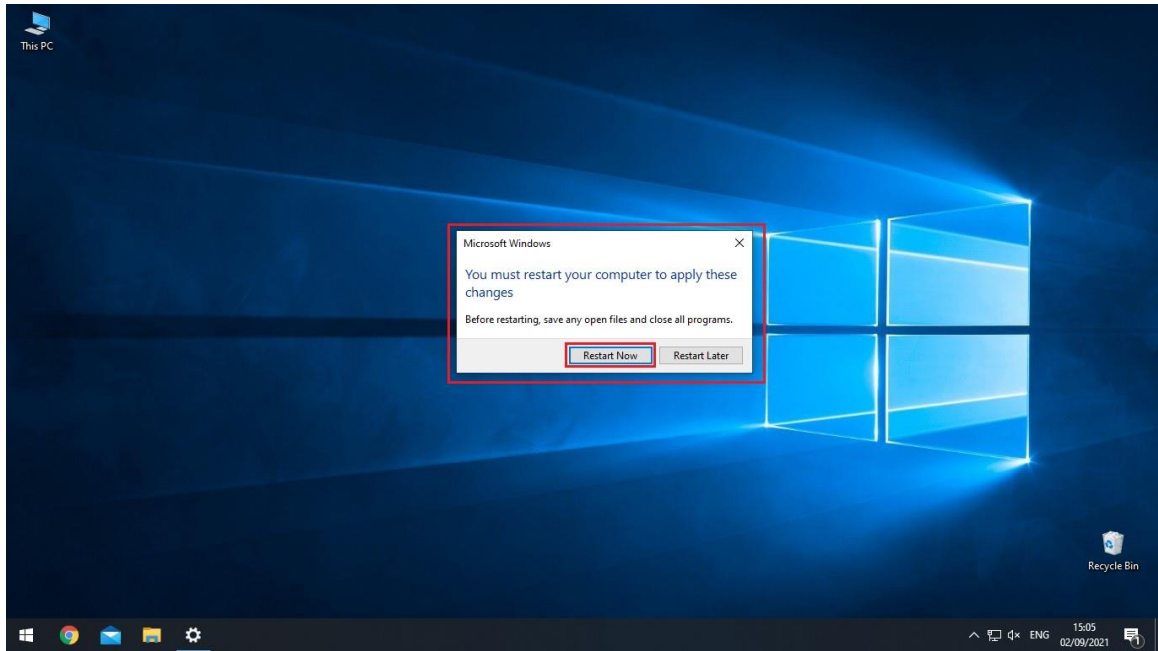 This PC
Microsoft Windows
You must restart your computer to apply these
changes
Before restarting, save any open files and close all programs.
Restart Now
Restart Later
Recycle Bin
ENG
15:05
02/09/2021
1